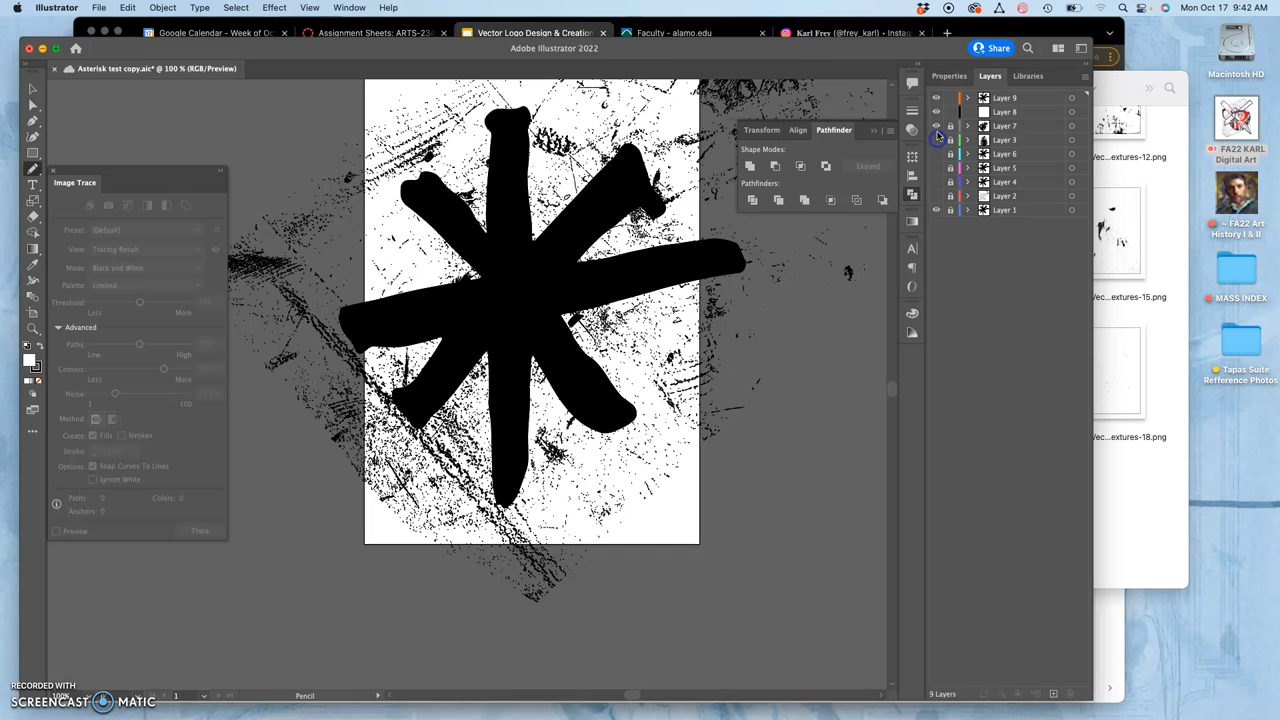 Illustrator File Edit Object Type Select Effect View Window Help
Mon Oct 17 9:42 AM
Google Calendar - Week of Oc
Assignment Sheets: ARTS-234
Vector Logo Design & Creation
Faculty - alamo.edu
Karl Frey (@frey_karl) • Instag
Adobe Illustrator 2022
Share
Asterisk test copy.aic* @ 100 % (RGB/Preview)
Properties Layers Libraries
Layer 9
Layer 8
Layer 7
Layer 3
Layer 6
Layer 5
Layer 4
Layer 2
Layer 1
Transform Align Pathfinder
Shape Modes:
Expand
Pathfinders:
Image Trace
Preset: [Default]
View: Tracing Result
Mode: Black and White
Palette: Limited
Threshold:
Less More
Advanced
Paths:
Low High
Corners:
Less More
Noise:
1 100
Method
Create: Fills Strokes
Stroke:
Options: Snap Curves To Lines
Ignore White
Paths: 0 Colors: 0
Anchors: 0
Preview Trace
100% 1 Pencil
9 Layers
/ec...extures-12.png
/ec...extures-15.png
/ec...extures-18.png
Macintosh HD
FA22 KARL
Digital Art
~ FA22 Art
History I & II
MASS INDEX
Tapas Suite
Refference Photos
RECORDED WITH
SCREENCAST MATIC